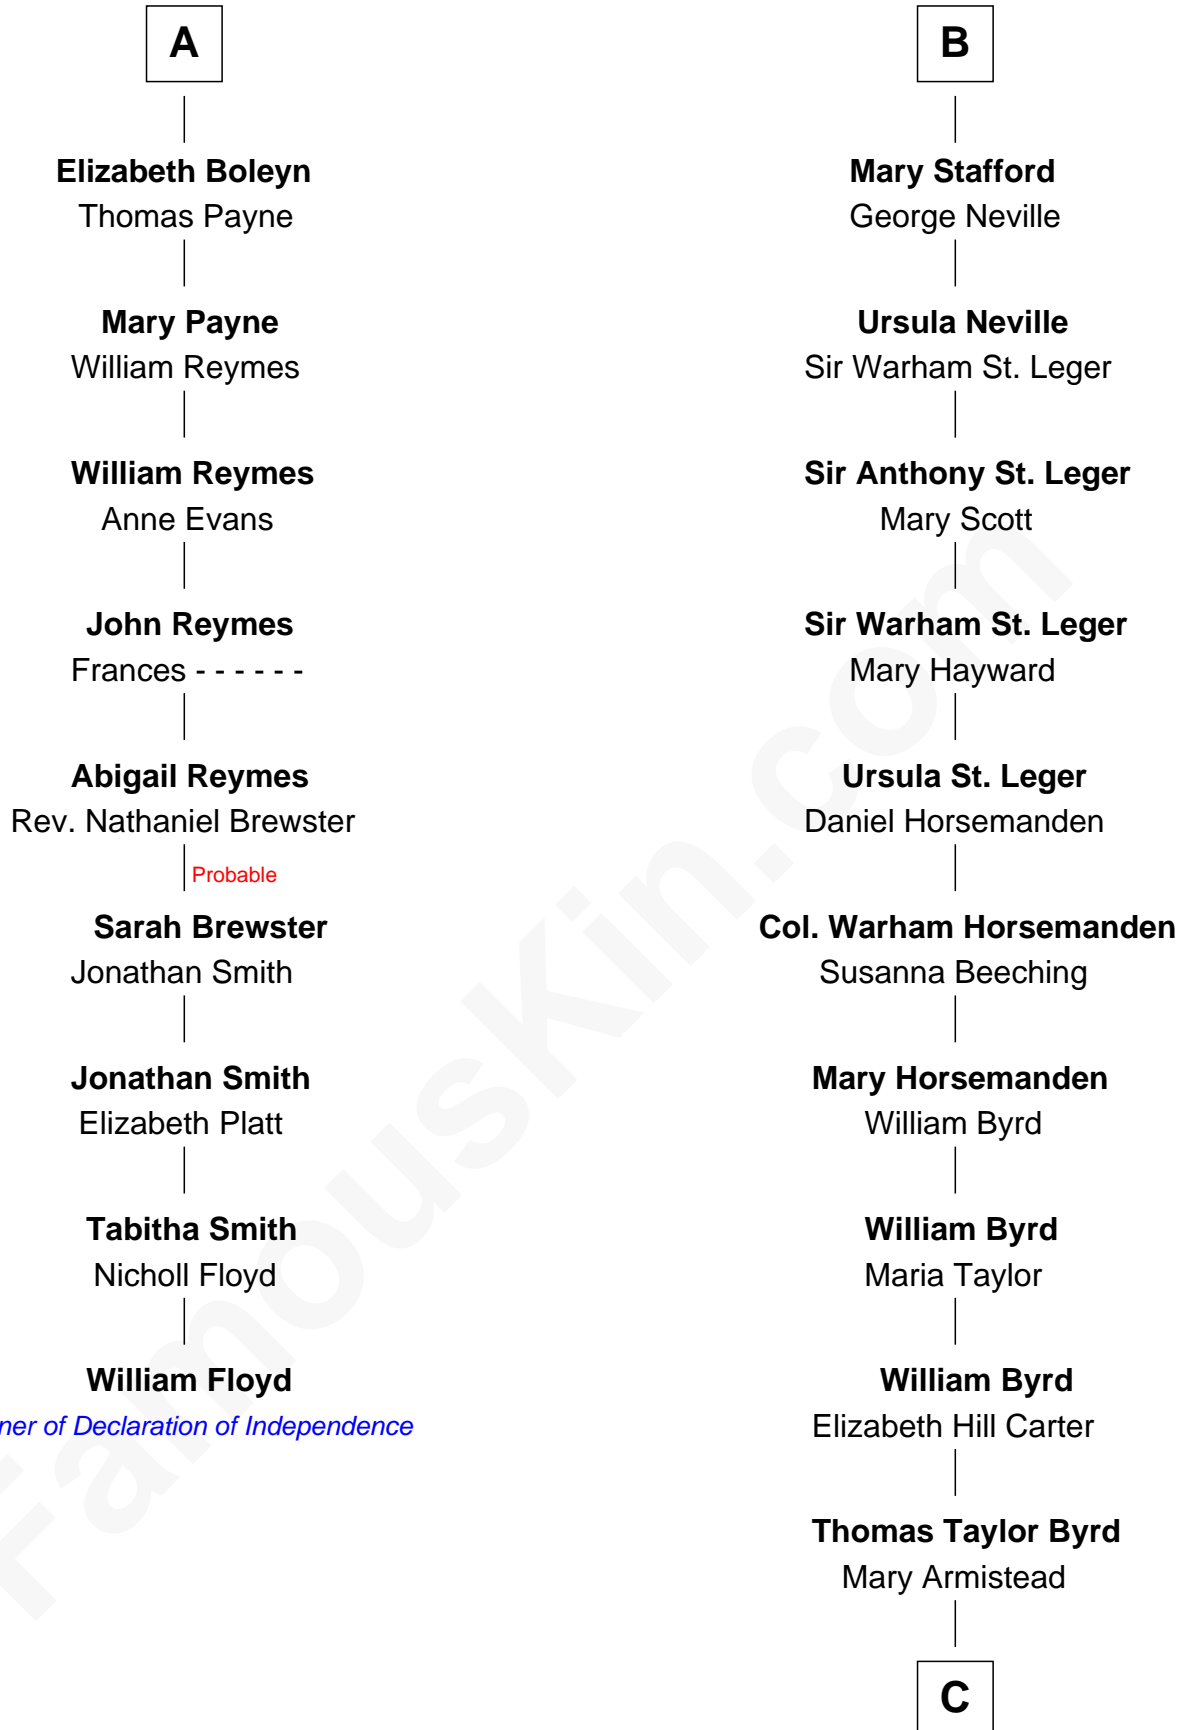 A
Elizabeth Boleyn
Thomas Payne
Mary Payne
William Reymes
William Reymes
Anne Evans
John Reymes
Frances - - - - - -
Abigail Reymes
Rev. Nathaniel Brewster
Probable
Sarah Brewster
Jonathan Smith
Jonathan Smith
Elizabeth Platt
Tabitha Smith
Nicholl Floyd
William Floyd
ner of Declaration of Independence
B
Mary Stafford
George Neville
Ursula Neville
Sir Warham St. Leger
Sir Anthony St. Leger
Mary Scott
Sir Warham St. Leger
Mary Hayward
Ursula St. Leger
Daniel Horsemanden
Col. Warham Horsemanden
Susanna Beeching
Mary Horsemanden
William Byrd
William Byrd
Maria Taylor
William Byrd
Elizabeth Hill Carter
Thomas Taylor Byrd
Mary Armistead
C
FamousKin.com